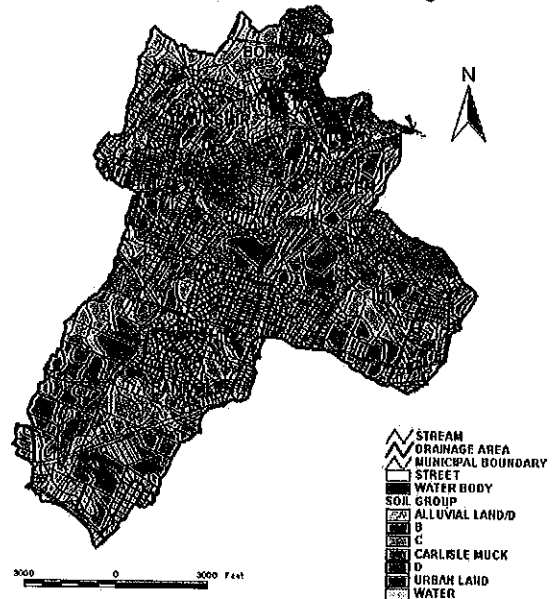 BOR
N
STREAM
DRAINAGE AREA
MUNICIPAL BOUNDARY
STREET
WATER BODY
SOIL GROUP
ALLUVIAL LAND/D
B
C
CARLISLE MUCK
D
URBAN LAND
WATER
3000 0 3000 Feet